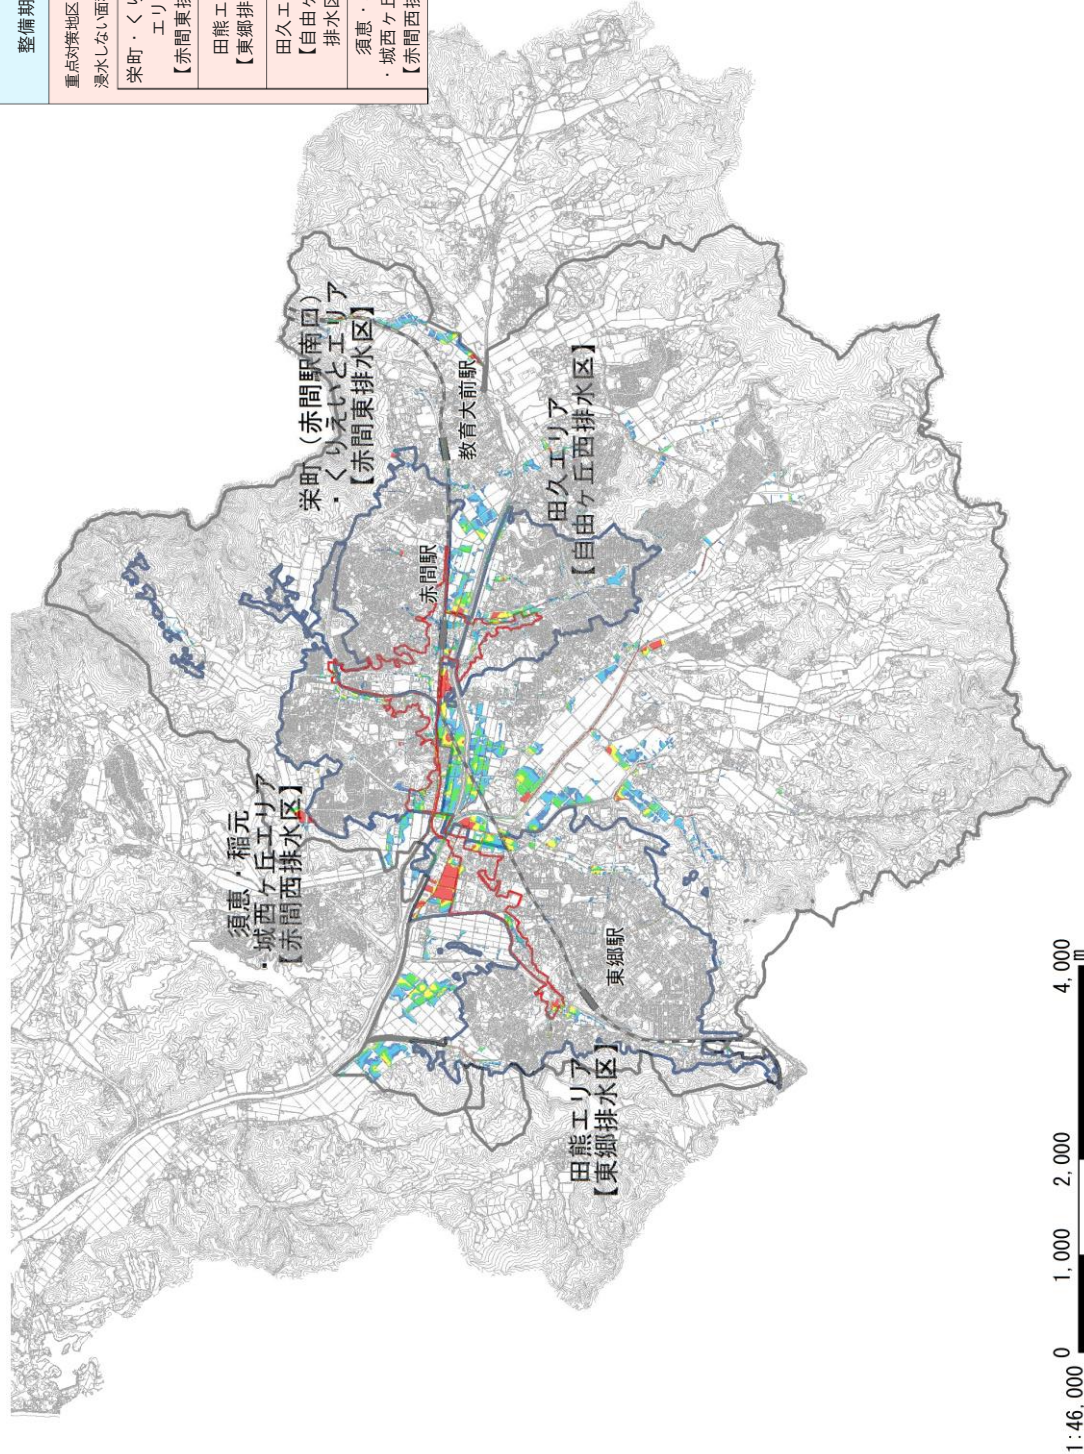 整備期
重点対策地区
浸水しない面
栄町・くり
エリ
【赤間東排
田熊エ
【東郷排
田久エ
【自由ヶ
排水区
須恵・
・城西ヶ丘
【赤間西排
栄町(赤間駅南口)
・くりえいとエリア
【赤間東排水区】
教育大前駅
田久エリア
【自由ヶ丘西排水区】
赤間駅
須恵・稲元
・城西ヶ丘エリア
【赤間西排水区】
東郷駅
田熊エリア
【東郷排水区】
1:46,000
0 1,000 2,000 4,000
m